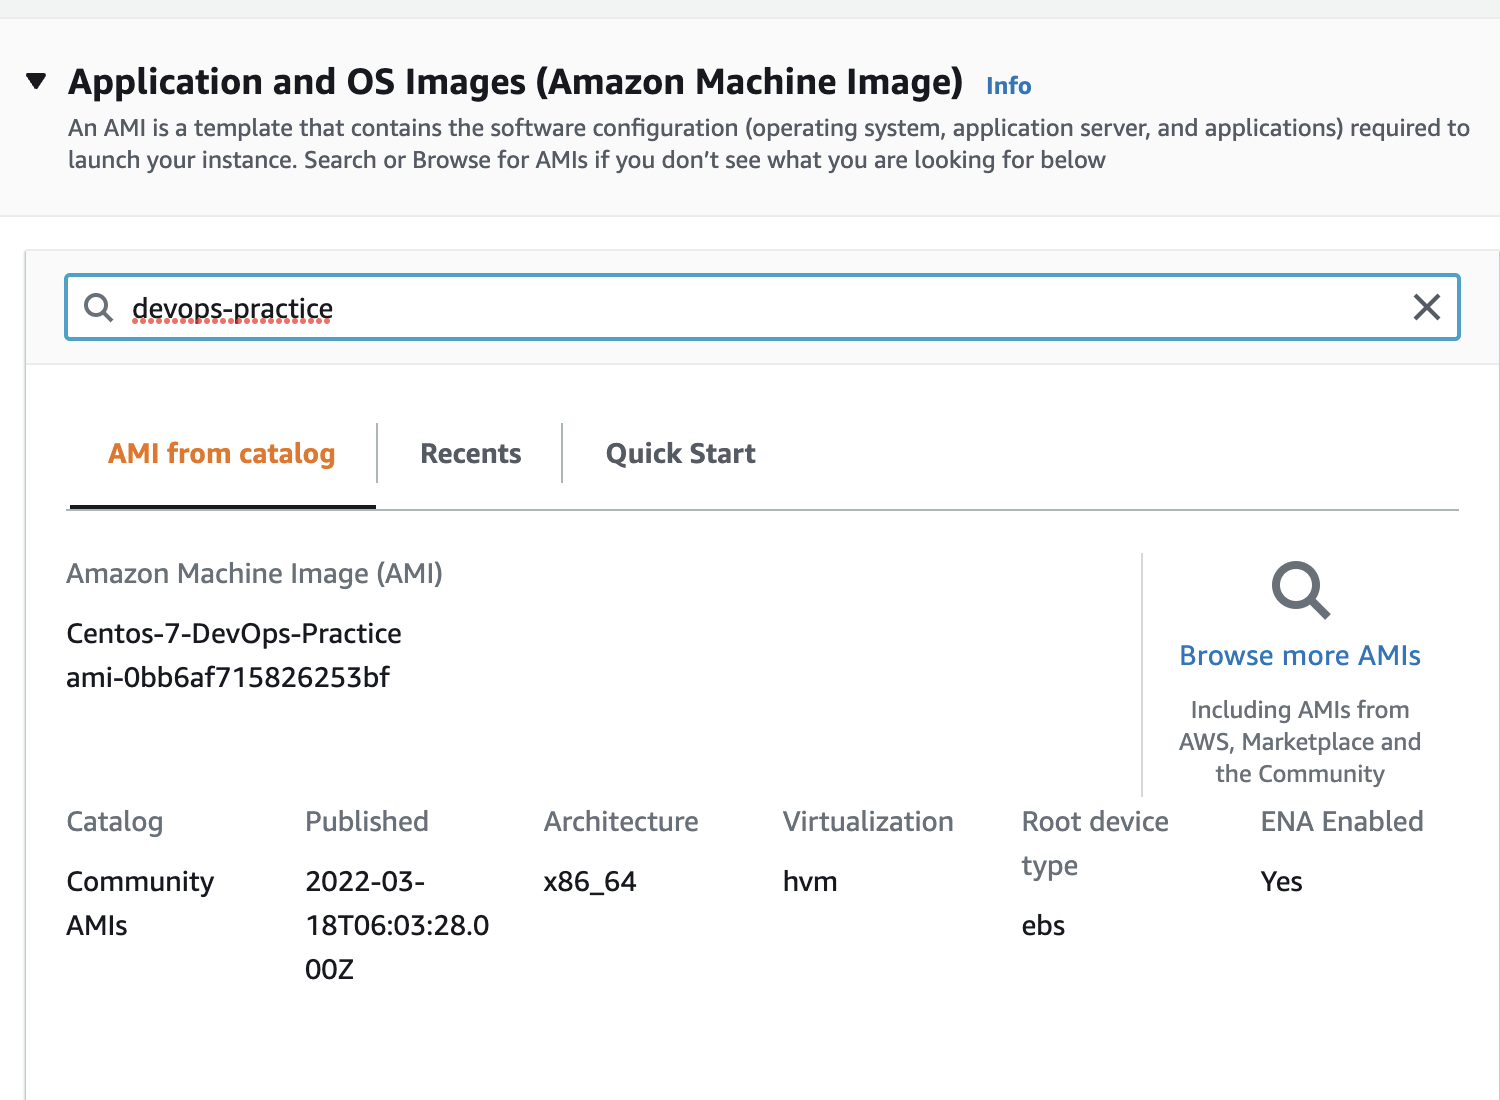 Application and OS Images (Amazon Machine Image) Info
An AMI is a template that contains the software configuration (operating system, application server, and applications) required to
launch your instance. Search or Browse for AMIs if you don’t see what you are looking for below
devops-practice
AMI from catalog
Recents
Quick Start
Amazon Machine Image (AMI)
Centos-7-DevOps-Practice
ami-0bb6af715826253bf
Browse more AMIs
Including AMIs from
AWS, Marketplace and
the Community
Catalog
Community
AMIs
Published
2022-03-
18T06:03:28.0
00Z
Architecture
x86_64
Virtualization
hvm
Root device
type
ebs
ENA Enabled
Yes